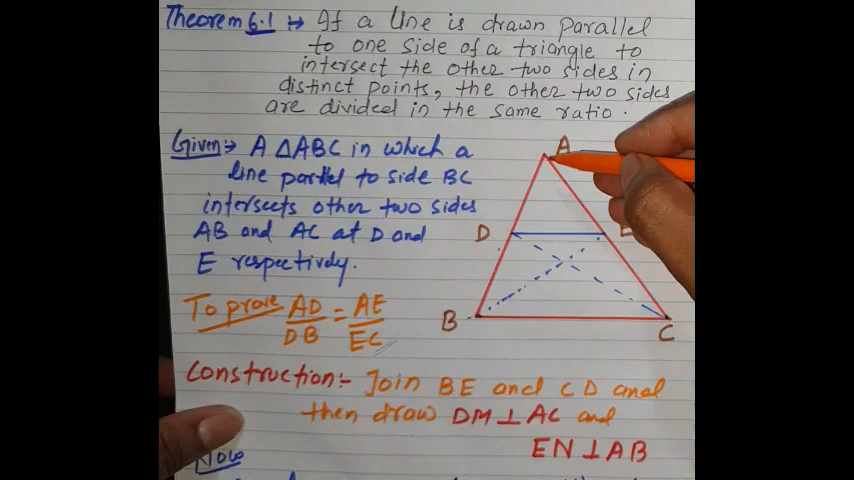 Theorem 6.1 :→ If a line is drawn parallel
to one side of a triangle to
intersect the other two sides in
distinct points, the other two sides
are divided in the same ratio.
Given:→ A ΔABC in which a
line parllel to side BC
intersects other two sides
AB and AC at D and
E respectively.
To prove AD/DB = AE/EC
Construction:- Join BE and CD and
then draw DM⊥AC and
EN⊥AB
Now
A
D
E
B
C